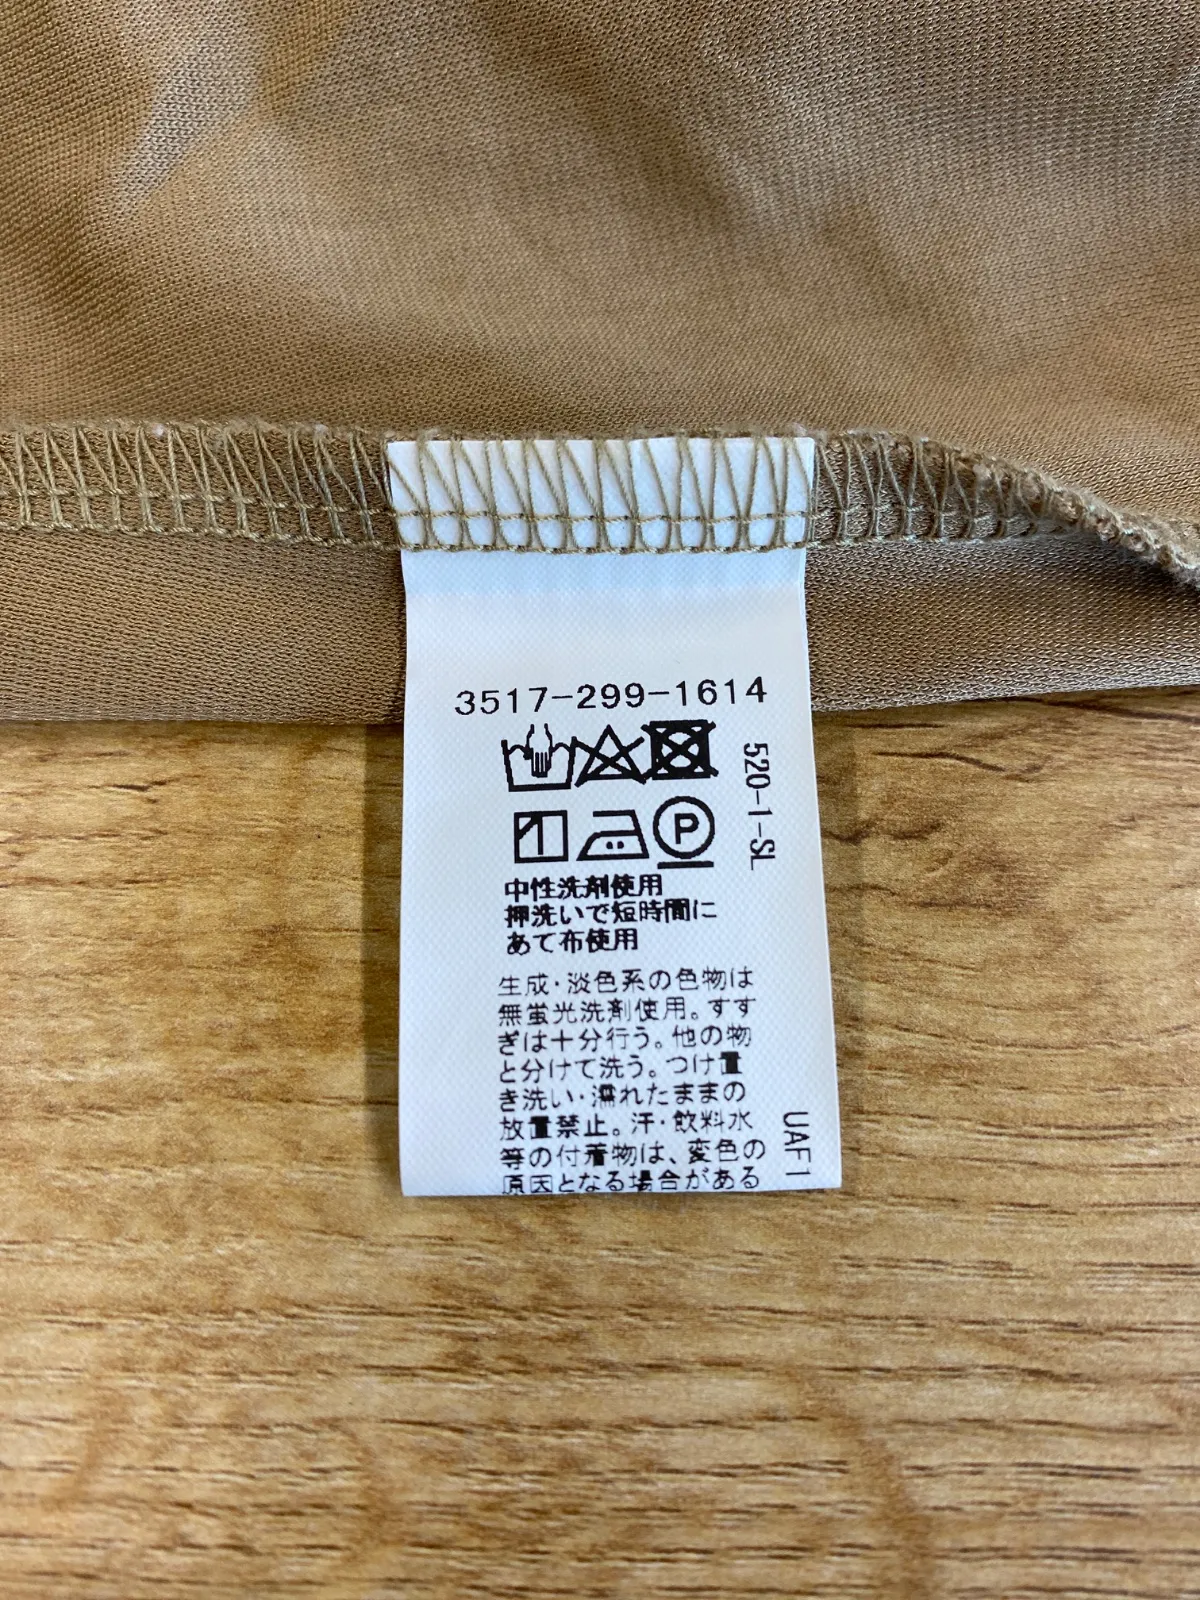 3517-299-1614
520-1-SL
P
中性洗剤使用
押洗いで短時間に
あて布使用
生成・淡色系の色物は
無蛍光洗剤使用。すす
ぎは十分行う。他の物
と分けて洗う。つけ置
き洗い・濡れたままの
放置禁止。汗・飲料水
等の付着物は、変色の
原因となる場合がある
UAF1